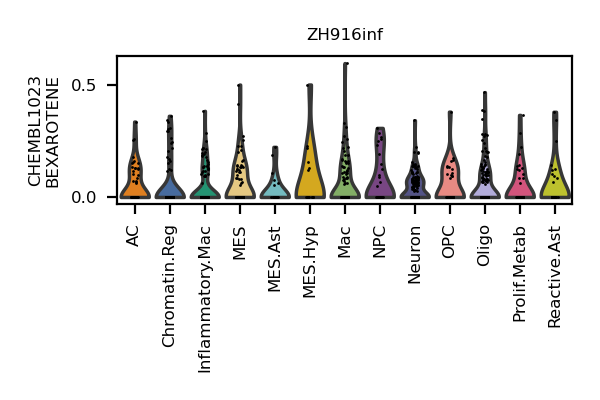 ZH916inf
CHEMBL1023
BEXAROTENE
0.5
0.0
AC
Chromatin.Reg
Inflammatory.Mac
MES
MES.Ast
MES.Hyp
Mac
NPC
Neuron
OPC
Oligo
Prolif.Metab
Reactive.Ast